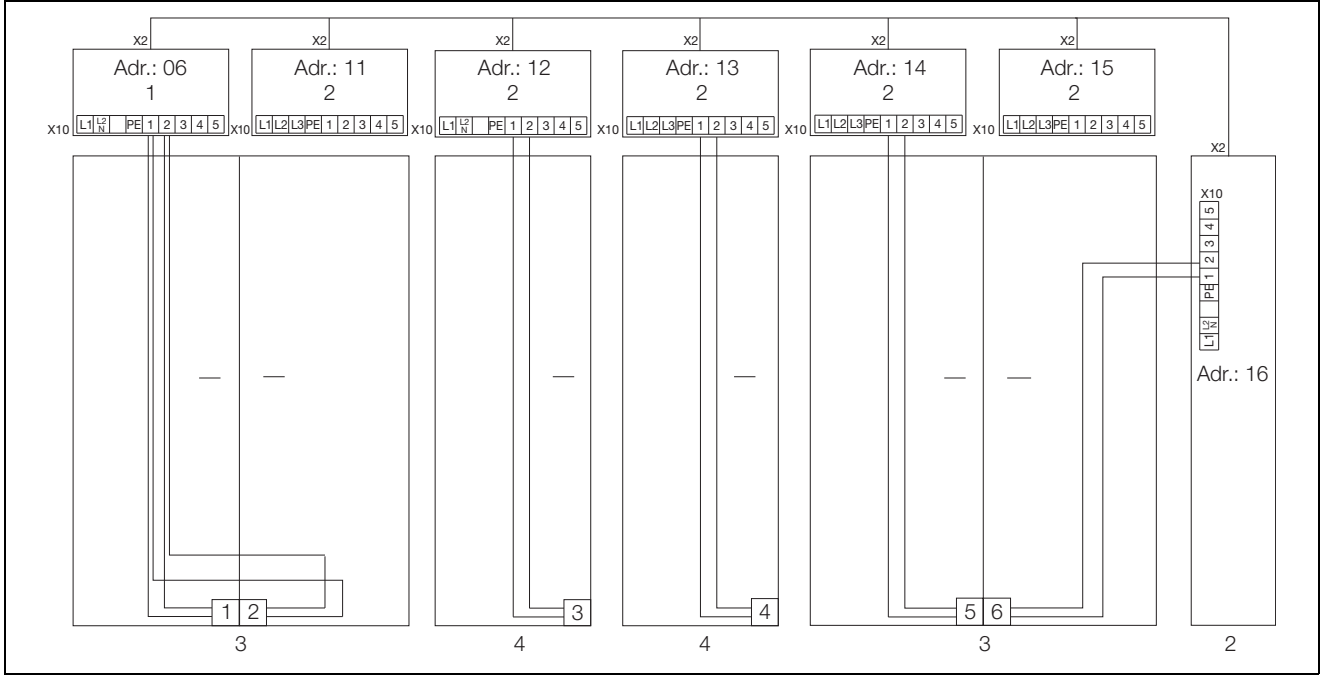 X2 X2 X2 X2 X2 X2
Adr.: 06 Adr.: 11 Adr.: 12 Adr.: 13 Adr.: 14 Adr.: 15
1 2 2 2 2 2
X10 L1 L2 N PE 1 2 3 4 5
X10 L1 L2 L3 PE 1 2 3 4 5
X10 L1 L2 N PE 1 2 3 4 5
X10 L1 L2 L3 PE 1 2 3 4 5
X10 L1 L2 L3 PE 1 2 3 4 5
X10 L1 L2 L3 PE 1 2 3 4 5
X2
X10
L1 L2 N PE 1 2 3 4 5
Adr.: 16
1 2 3 4 5 6
3 4 4 3 2